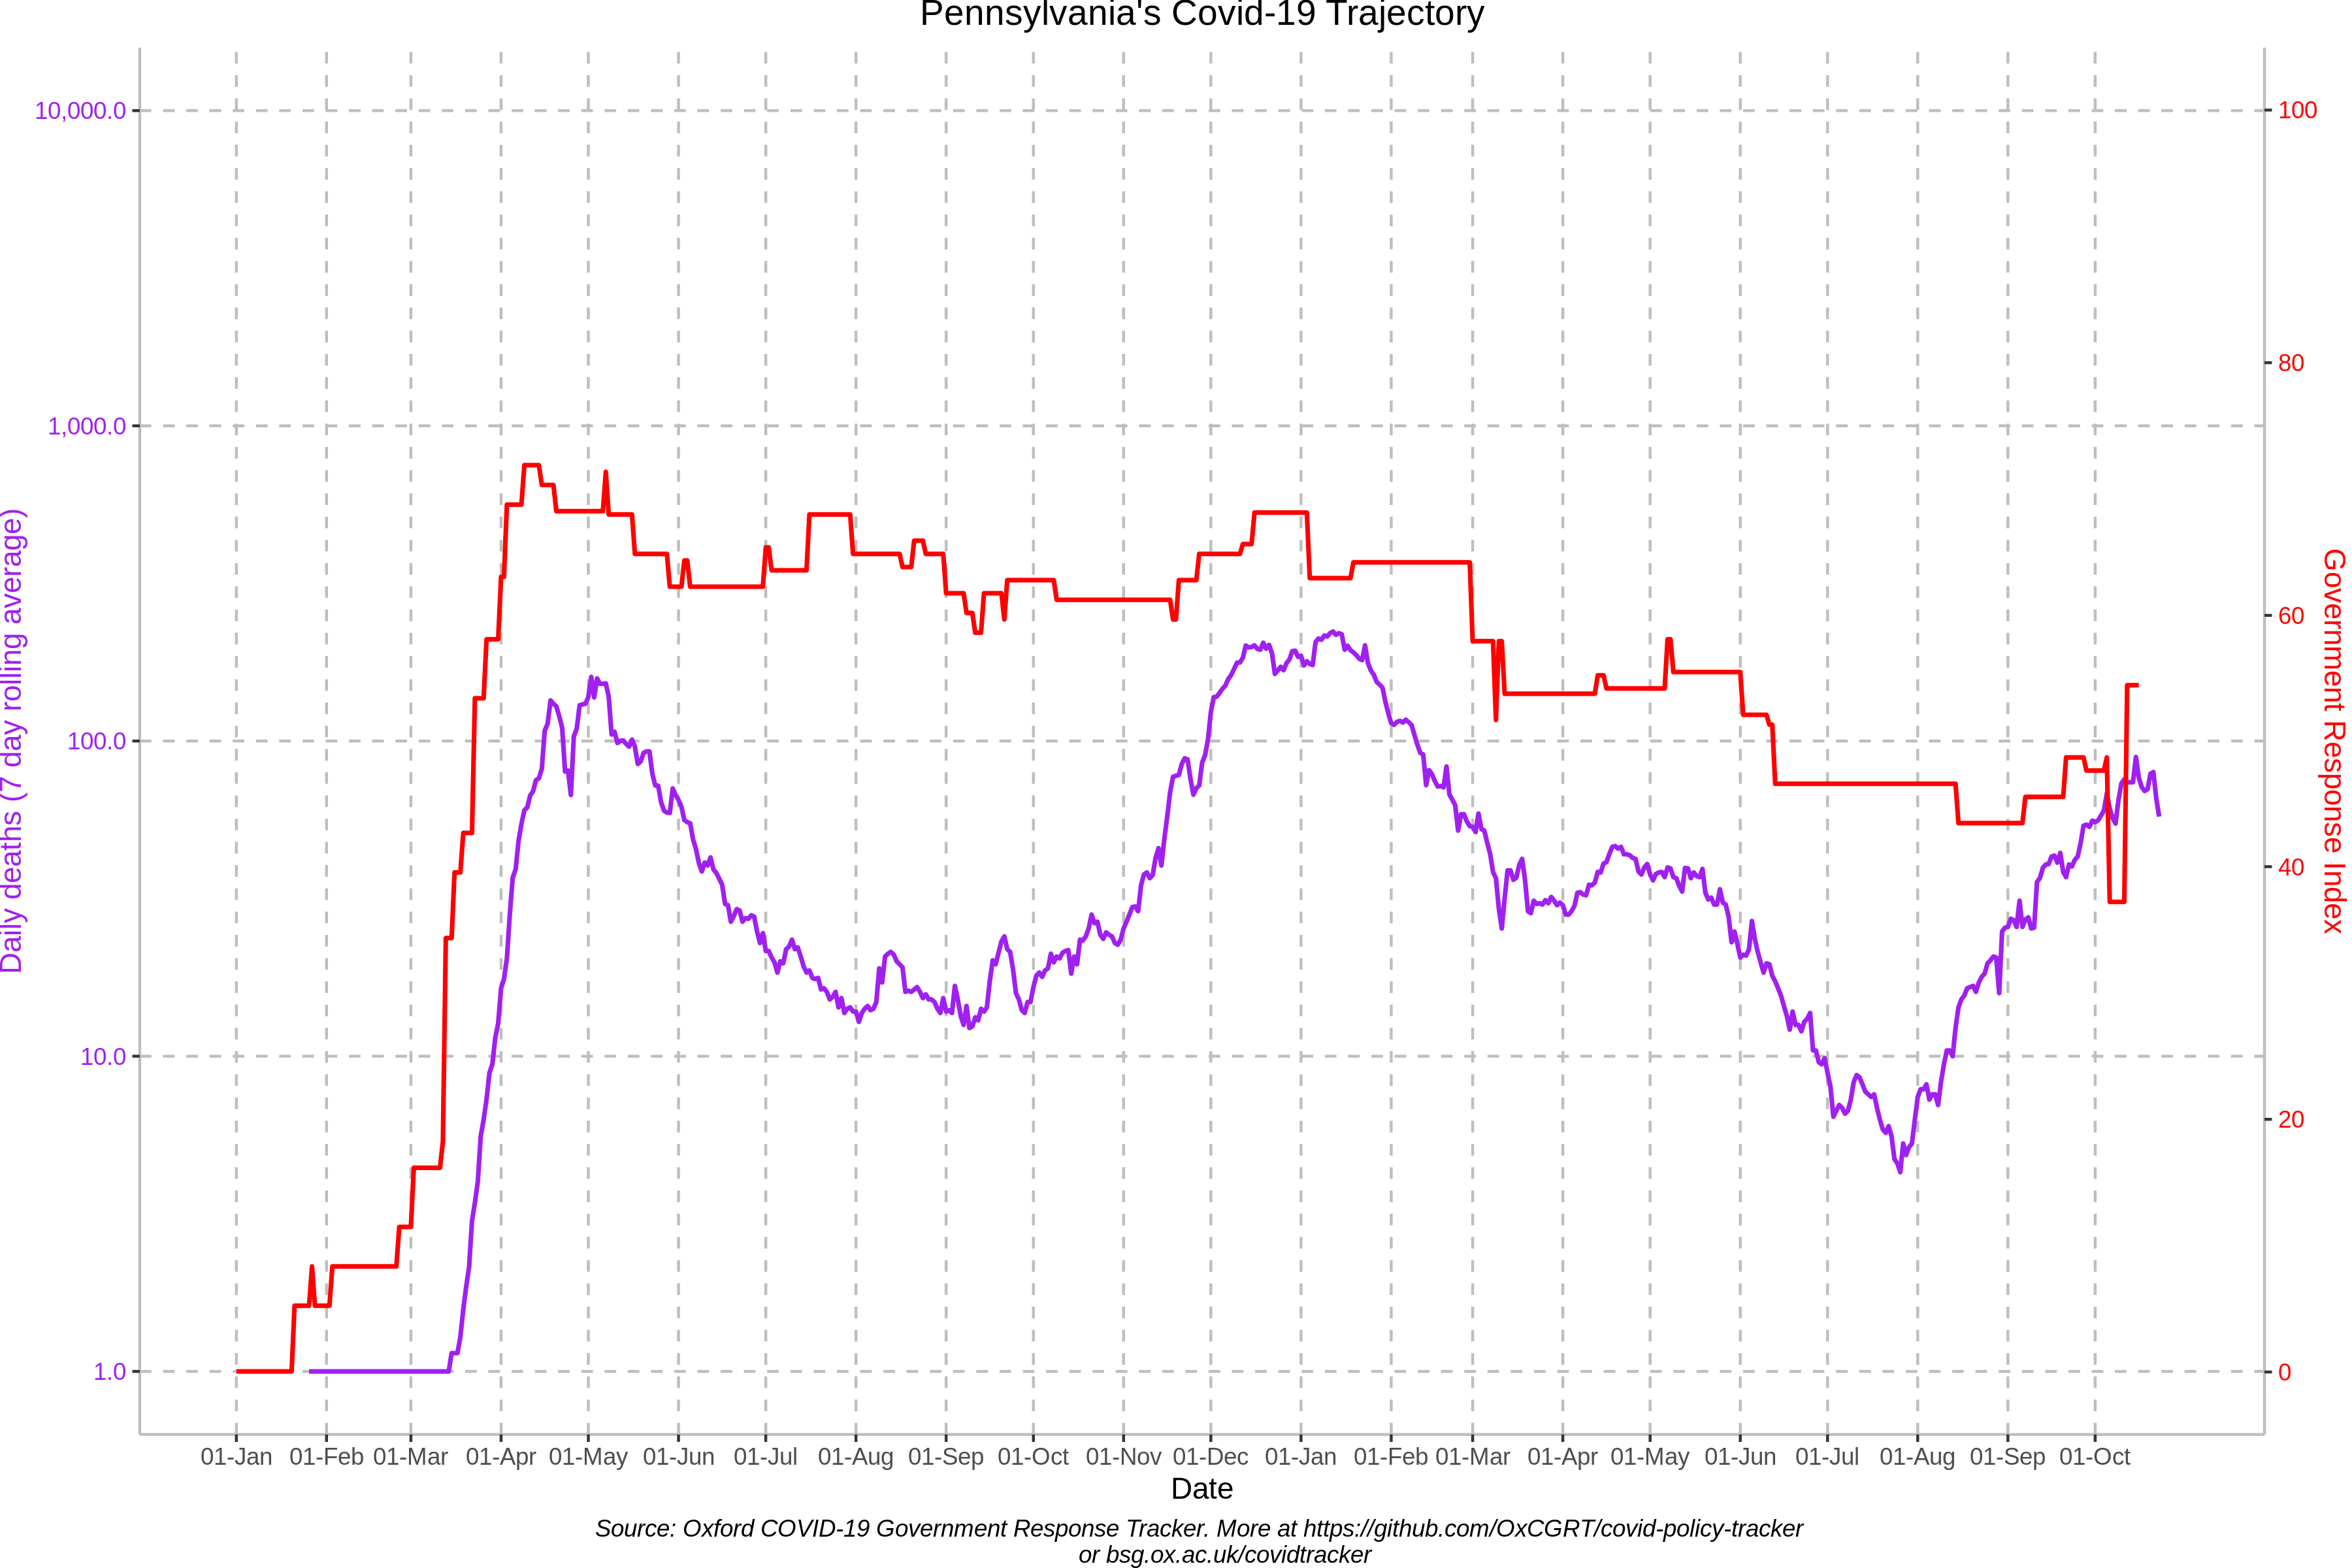 Pennsylvania's Covid-19 Trajectory
10,000.0
1,000.0
100.0
10.0
1.0
Daily deaths (7 day rolling average)
100
80
60
40
20
0
Government Response Index
01-Jan 01-Feb 01-Mar 01-Apr 01-May 01-Jun 01-Jul 01-Aug 01-Sep 01-Oct 01-Nov 01-Dec 01-Jan 01-Feb 01-Mar 01-Apr 01-May 01-Jun 01-Jul 01-Aug 01-Sep 01-Oct
Date
Source: Oxford COVID-19 Government Response Tracker. More at https://github.com/OxCGRT/covid-policy-tracker
or bsg.ox.ac.uk/covidtracker